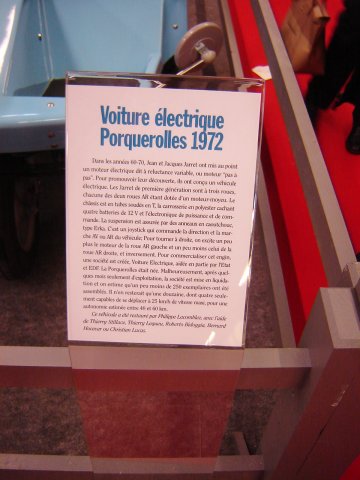 Voiture électrique
Porquerolles 1972
Dans les années 60-70, Jean et Jacques Jarret ont mis au point
un moteur électrique dit à reluctance variable, ou moteur "pas à
pas". Pour promouvoir leur découverte, ils ont conçu un véhicule
électrique. Les Jarret de première génération sont à trois roues,
chacune des deux roues AR étant dotée d'un moteur-moyeu. Le
châssis est en tubes soudés en T, la carrosserie en polyester cachant
quatre batteries de 12 V et l'électronique de puissance et de com-
mande. La suspension est assurée par des anneaux en caoutchouc,
type Erka. C'est un joystick qui commande la direction et la mar-
che AV ou AR du véhicule. Pour tourner à droite, on excite un peu
plus le moteur de la roue AR gauche et un peu moins celui de la
roue AR droite, et inversement. Pour commercialiser cet engin,
une société est créée, Voiture Electrique, aidée en partie par l'Etat
et EDF. La Porquerolles était née. Malheureusement, après quel-
ques mois seulement d'exploitation, la société est mise en liquida-
tion et on estime qu'un peu moins de 250 exemplaires ont été
assemblés. Il n'en resterait qu'une douzaine, dont quatre seule-
ment capables de se déplacer à 25 km/h de vitesse maxi, pour une
autonomie estimée entre 46 et 60 km.
Ce véhicule a été restauré par Philippe Lecomblez, avec l'aide
de Thierry Stillace, Thierry Loqueu, Roberto Bidoggia, Bernard
Hacavar ou Christian Lucas.